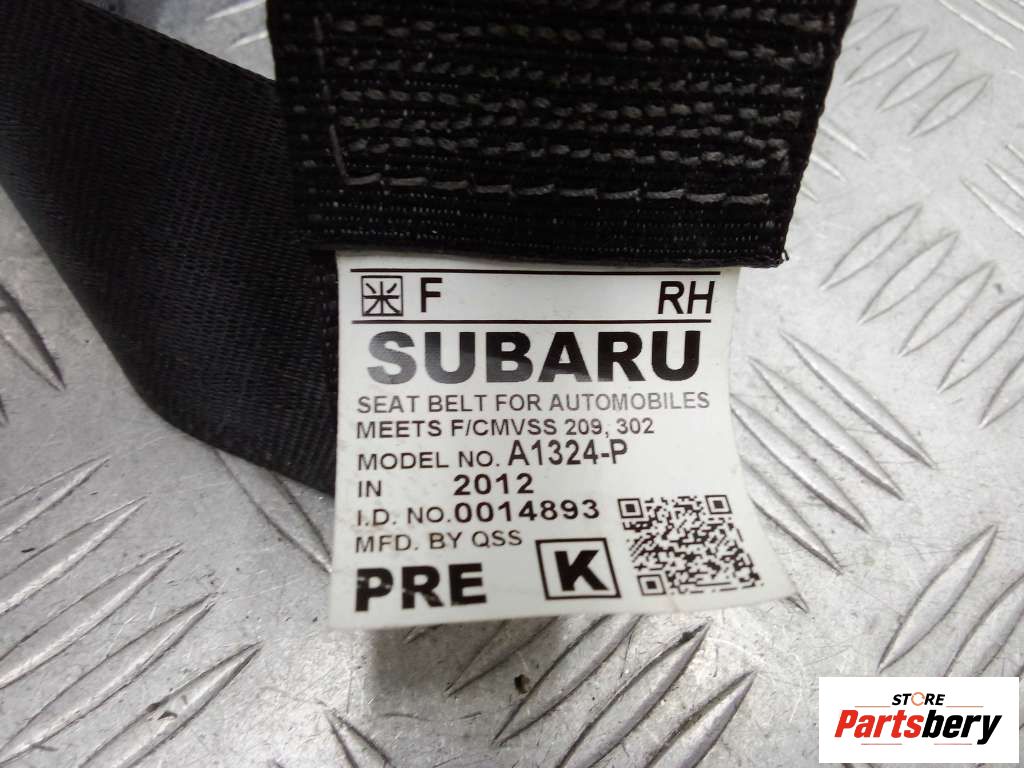 F RH
SUBARU
SEAT BELT FOR AUTOMOBILES
MEETS F/CMVSS 209, 302
MODEL NO. A1324-P
IN 2012
I.D. NO. 0014893
MFD. BY QSS
PRE K
STORE
Partsbery